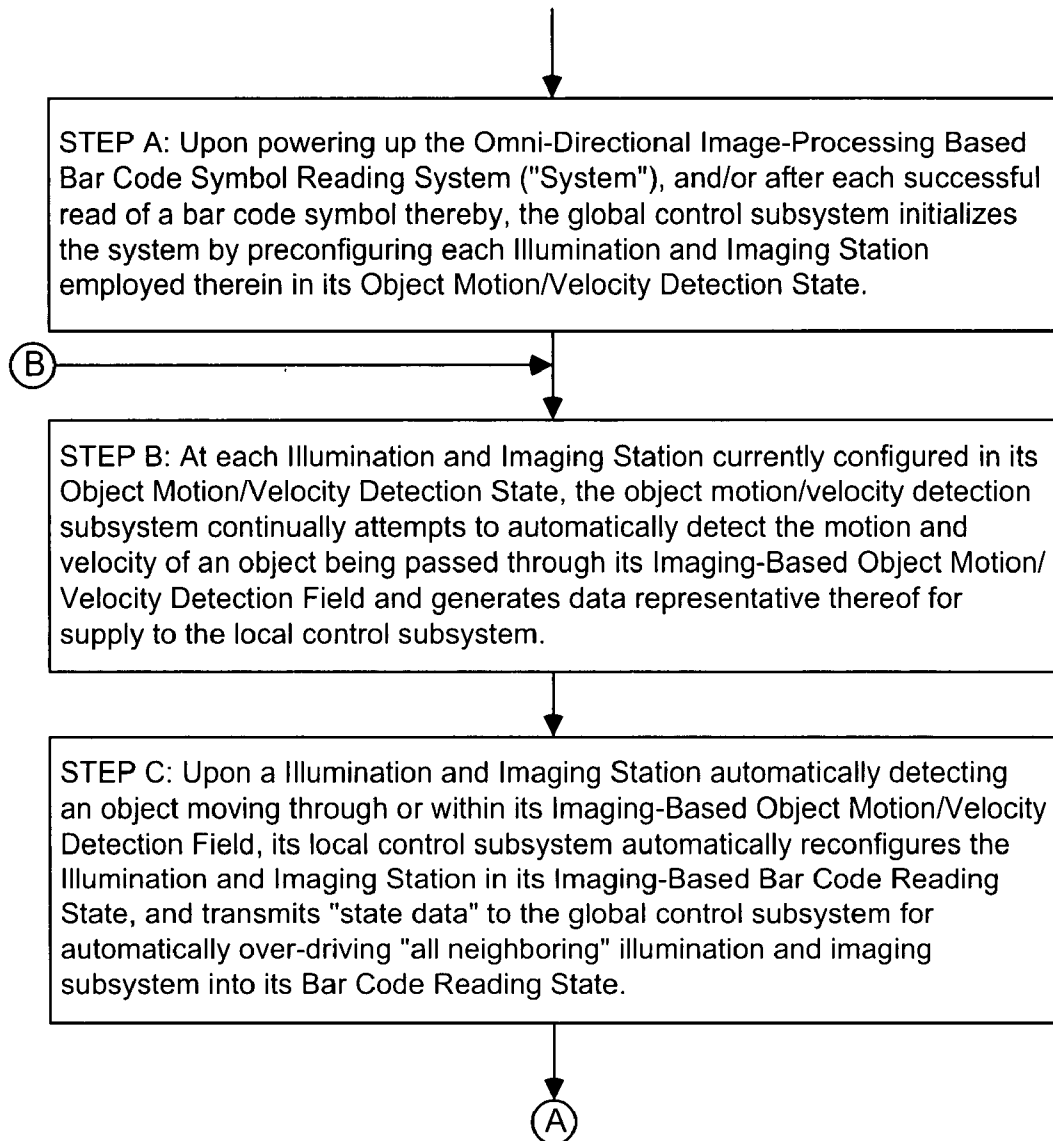 STEP A: Upon powering up the Omni-Directional Image-Processing Based
Bar Code Symbol Reading System ("System"), and/or after each successful
read of a bar code symbol thereby, the global control subsystem initializes
the system by preconfiguring each Illumination and Imaging Station
employed therein in its Object Motion/Velocity Detection State.
B
STEP B: At each Illumination and Imaging Station currently configured in its
Object Motion/Velocity Detection State, the object motion/velocity detection
subsystem continually attempts to automatically detect the motion and
velocity of an object being passed through its Imaging-Based Object Motion/
Velocity Detection Field and generates data representative thereof for
supply to the local control subsystem.
STEP C: Upon a Illumination and Imaging Station automatically detecting
an object moving through or within its Imaging-Based Object Motion/Velocity
Detection Field, its local control subsystem automatically reconfigures the
Illumination and Imaging Station in its Imaging-Based Bar Code Reading
State, and transmits "state data" to the global control subsystem for
automatically over-driving "all neighboring" illumination and imaging
subsystem into its Bar Code Reading State.
A